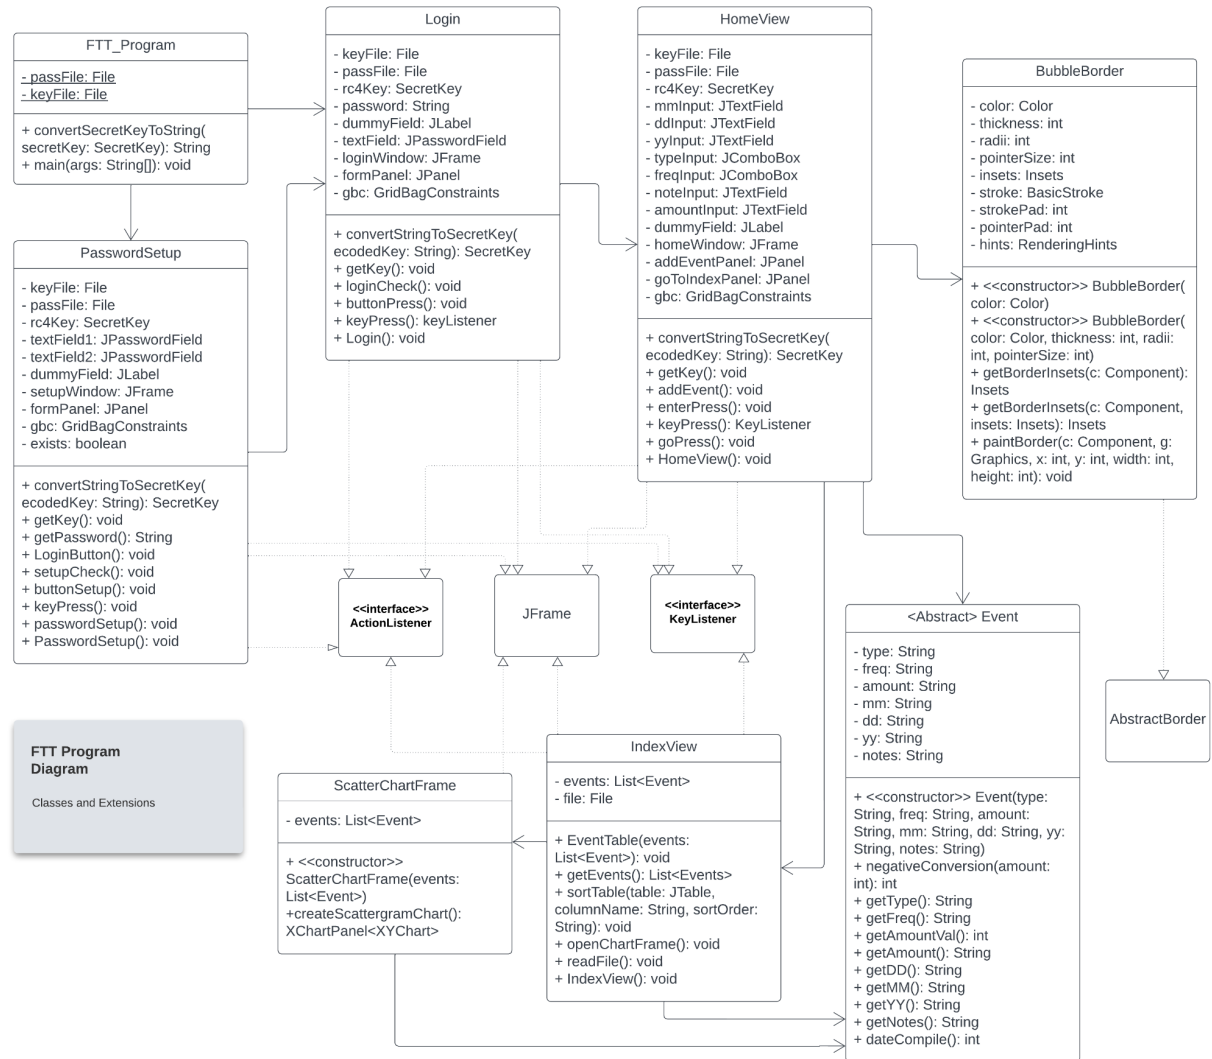 FTT_Program
- passFile: File
- keyFile: File
+ convertSecretKeyToString(
secretKey: SecretKey): String
+ main(args: String[]): void
Login
- keyFile: File
- passFile: File
- rc4Key: SecretKey
- password: String
- dummyField: JLabel
- textField: JPasswordField
- loginWindow: JFrame
- formPanel: JPanel
- gbc: GridBagConstraints
+ convertStringToSecretKey(
ecodedKey: String): SecretKey
+ getKey(): void
+ loginCheck(): void
+ buttonPress(): void
+ keyPress(): keyListener
+ Login(): void
HomeView
- keyFile: File
- passFile: File
- rc4Key: SecretKey
- mmInput: JTextField
- ddInput: JTextField
- yyInput: JTextField
- typeInput: JComboBox
- freqInput: JComboBox
- noteInput: JTextField
- amountInput: JTextField
- dummyField: JLabel
- homeWindow: JFrame
- addEventPanel: JPanel
- goToIndexPanel: JPanel
- gbc: GridBagConstraints
+ convertStringToSecretKey(
ecodedKey: String): SecretKey
+ getKey(): void
+ addEvent(): void
+ enterPress(): void
+ keyPress(): KeyListener
+ goPress(): void
+ HomeView(): void
BubbleBorder
- color: Color
- thickness: int
- radii: int
- pointerSize: int
- insets: Insets
- stroke: BasicStroke
- strokePad: int
- pointerPad: int
- hints: RenderingHints
+ <<constructor>> BubbleBorder(
color: Color)
+ <<constructor>> BubbleBorder(
color: Color, thickness: int, radii:
int, pointerSize: int)
+ getBorderInsets(c: Component):
Insets
+ getBorderInsets(c: Component,
insets: Insets): Insets
+ paintBorder(c: Component, g:
Graphics, x: int, y: int, width: int,
height: int): void
PasswordSetup
- keyFile: File
- passFile: File
- rc4Key: SecretKey
- textField1: JPasswordField
- textField2: JPasswordField
- dummyField: JLabel
- setupWindow: JFrame
- formPanel: JPanel
- gbc: GridBagConstraints
- exists: boolean
+ convertStringToSecretKey(
ecodedKey: String): SecretKey
+ getKey(): void
+ getPassword(): String
+ LoginButton(): void
+ setupCheck(): void
+ buttonSetup(): void
+ keyPress(): void
+ passwordSetup(): void
+ PasswordSetup(): void
<<interface>>
ActionListener
JFrame
<<interface>>
KeyListener
<Abstract> Event
- type: String
- freq: String
- amount: String
- mm: String
- dd: String
- yy: String
- notes: String
+ <<constructor>> Event(type:
String, freq: String, amount:
String, mm: String, dd: String, yy:
String, notes: String)
+ negativeConversion(amount:
int): int
+ getType(): String
+ getFreq(): String
+ getAmountVal(): int
+ getAmount(): String
+ getDD(): String
+ getMM(): String
+ getYY(): String
+ getNotes(): String
+ dateCompile(): int
AbstractBorder
FTT Program
Diagram
Classes and Extensions
ScatterChartFrame
- events: List<Event>
+ <<constructor>>
ScatterChartFrame(events:
List<Event>)
+createScattergramChart():
XChartPanel<XYChart>
IndexView
- events: List<Event>
- file: File
+ EventTable(events:
List<Event>): void
+ getEvents(): List<Events>
+ sortTable(table: JTable,
columnName: String, sortOrder:
String): void
+ openChartFrame(): void
+ readFile(): void
+ IndexView(): void